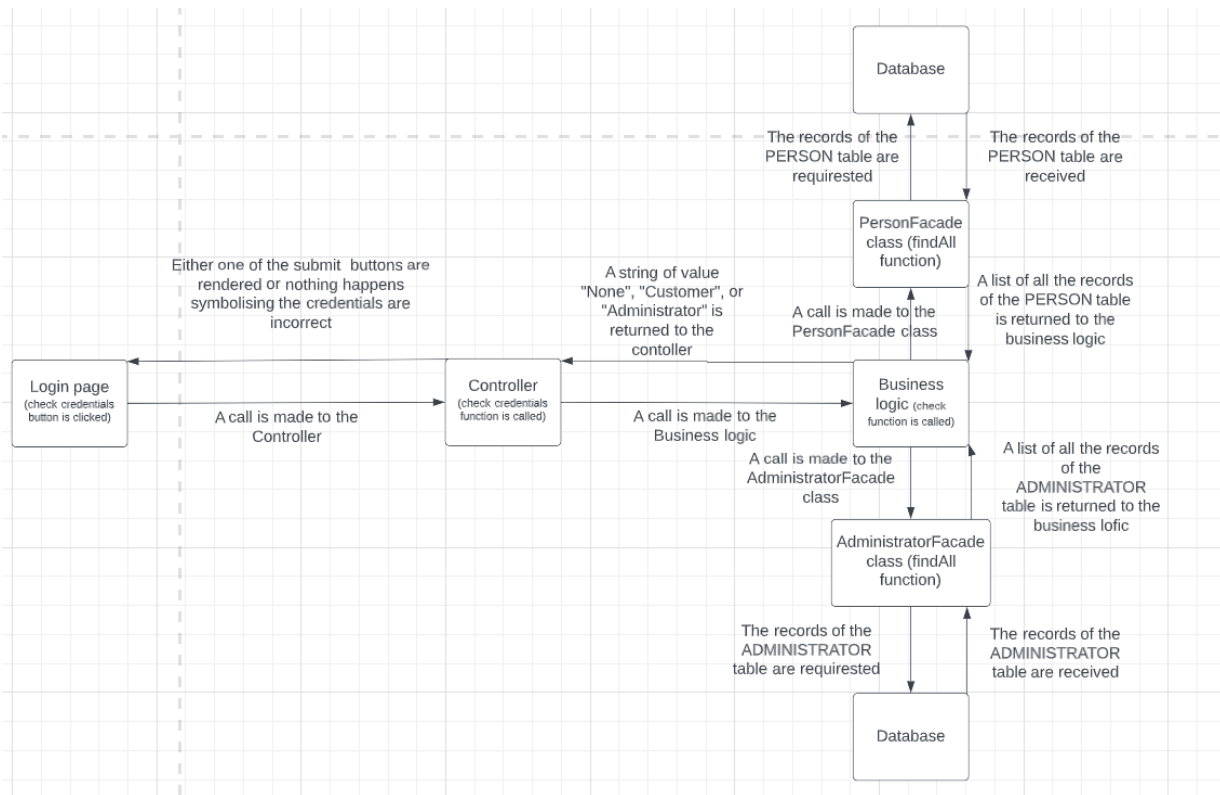 Database
The records of the
PERSON table are
requirested
The records of the
PERSON table are
received
PersonFacade
class (findAll
function)
Either one of the submit buttons are
rendered or nothing happens
symbolising the credentials are
incorrect
A string of value
"None", "Customer", or
"Administrator" is
returned to the
contoller
A call is made to the
PersonFacade class
A list of all the records
of the PERSON table
is returned to the
business logic
Login page
(check credentials
button is clicked)
A call is made to the
Controller
Controller
(check credentials
function is called)
A call is made to the
Business logic
Business
logic (check
function is called)
A call is made to the
AdministratorFacade
class
A list of all the records
of the
ADMINISTRATOR
table is returned to the
business lofic
AdministratorFacade
class (findAll
function)
The records of the
ADMINISTRATOR
table are requirested
The records of the
ADMINISTRATOR
table are received
Database